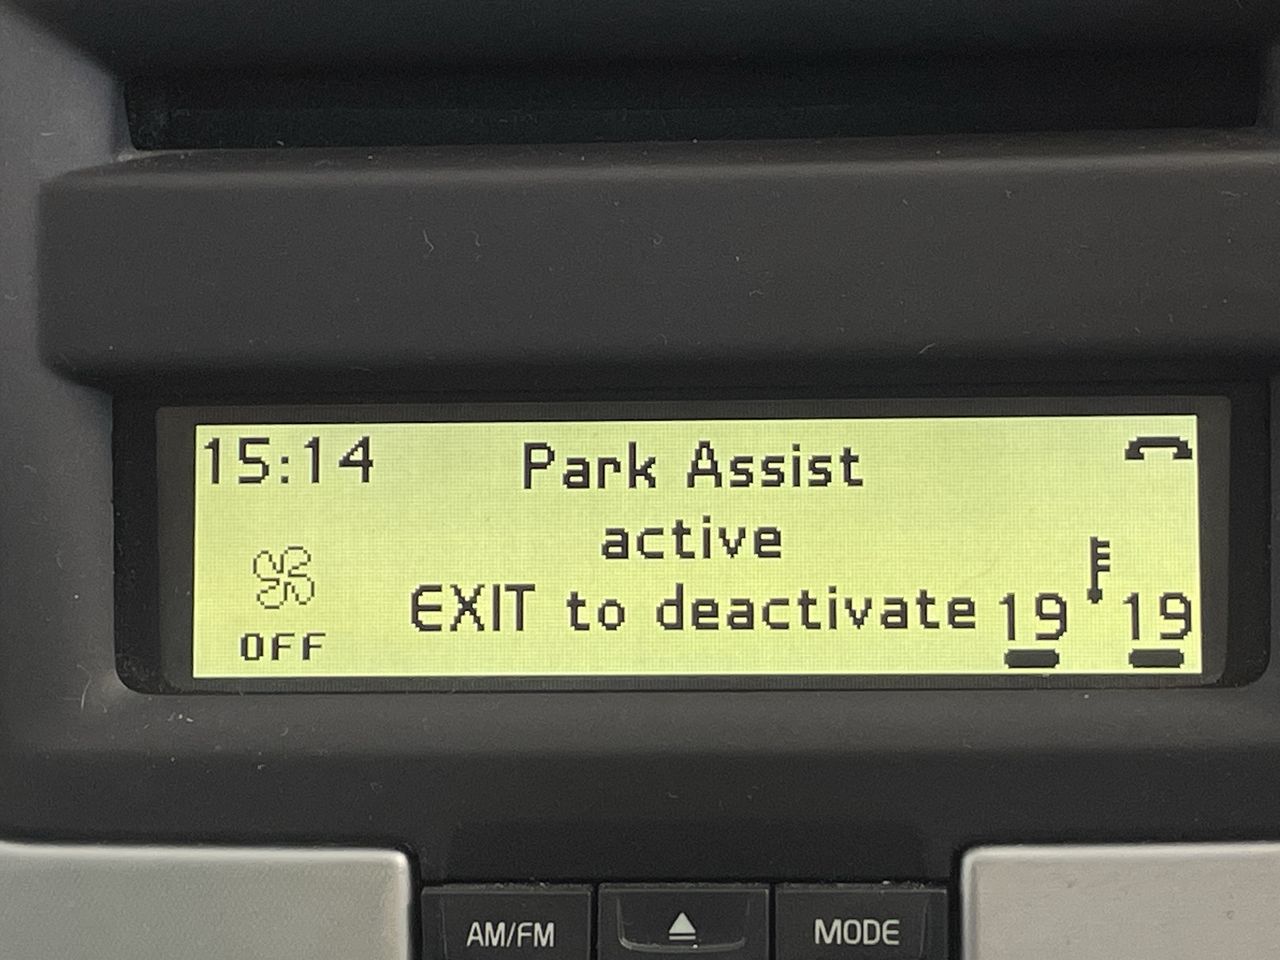 15:14 Park Assist
active
EXIT to deactivate 19 19
OFF
AM/FM MODE